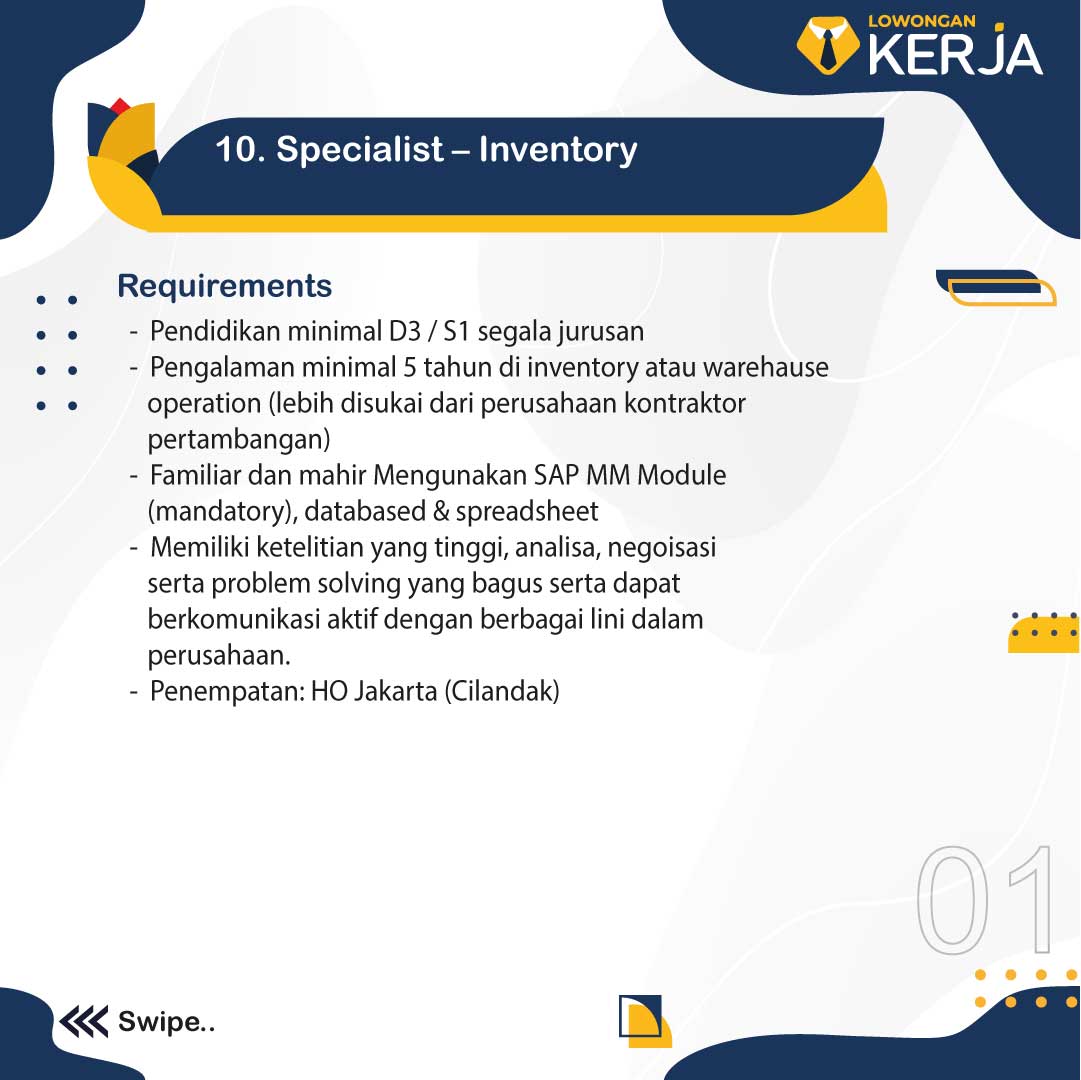 LOWONGAN
KERJA
10. Specialist – Inventory
Requirements
- Pendidikan minimal D3 / S1 segala jurusan
- Pengalaman minimal 5 tahun di inventory atau warehause
operation (lebih disukai dari perusahaan kontraktor
pertambangan)
- Familiar dan mahir Mengunakan SAP MM Module
(mandatory), databased & spreadsheet
- Memiliki ketelitian yang tinggi, analisa, negoisasi
serta problem solving yang bagus serta dapat
berkomunikasi aktif dengan berbagai lini dalam
perusahaan.
- Penempatan: HO Jakarta (Cilandak)
01
Swipe..